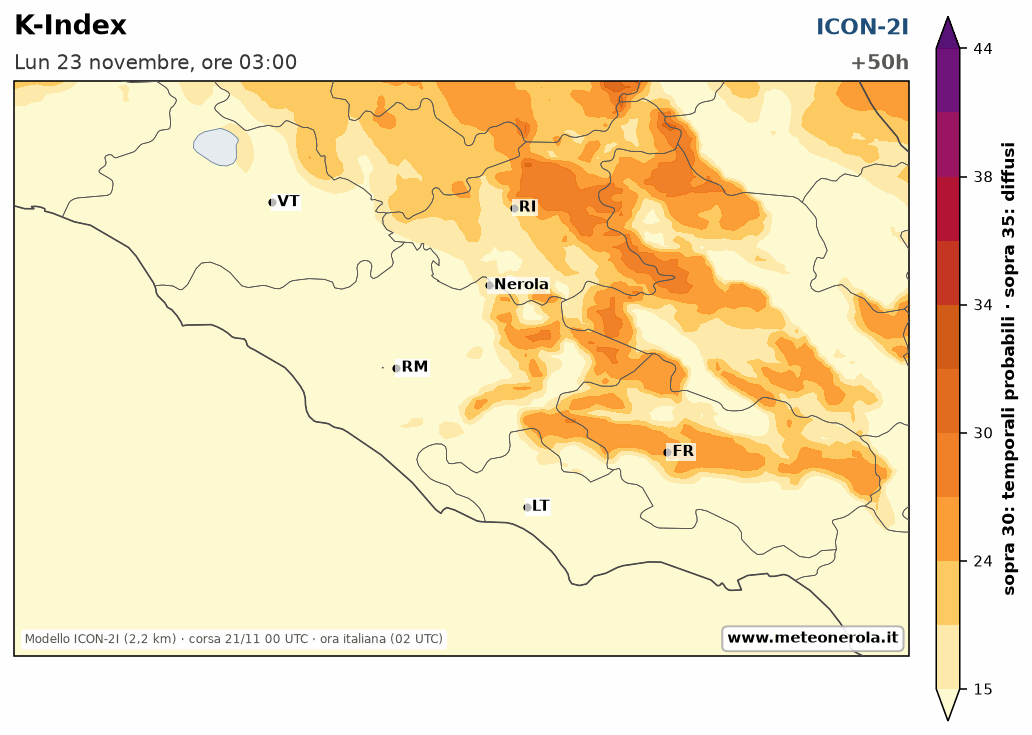 K-Index
ICON-2I
Lun 23 novembre, ore 03:00
+50h
VT
RI
Nerola
RM
FR
LT
Modello ICON-2I (2,2 km) · corsa 21/11 00 UTC · ora italiana (02 UTC)
www.meteonerola.it
44
38
34
30
24
15
sopra 30: temporali probabili · sopra 35: diffusi